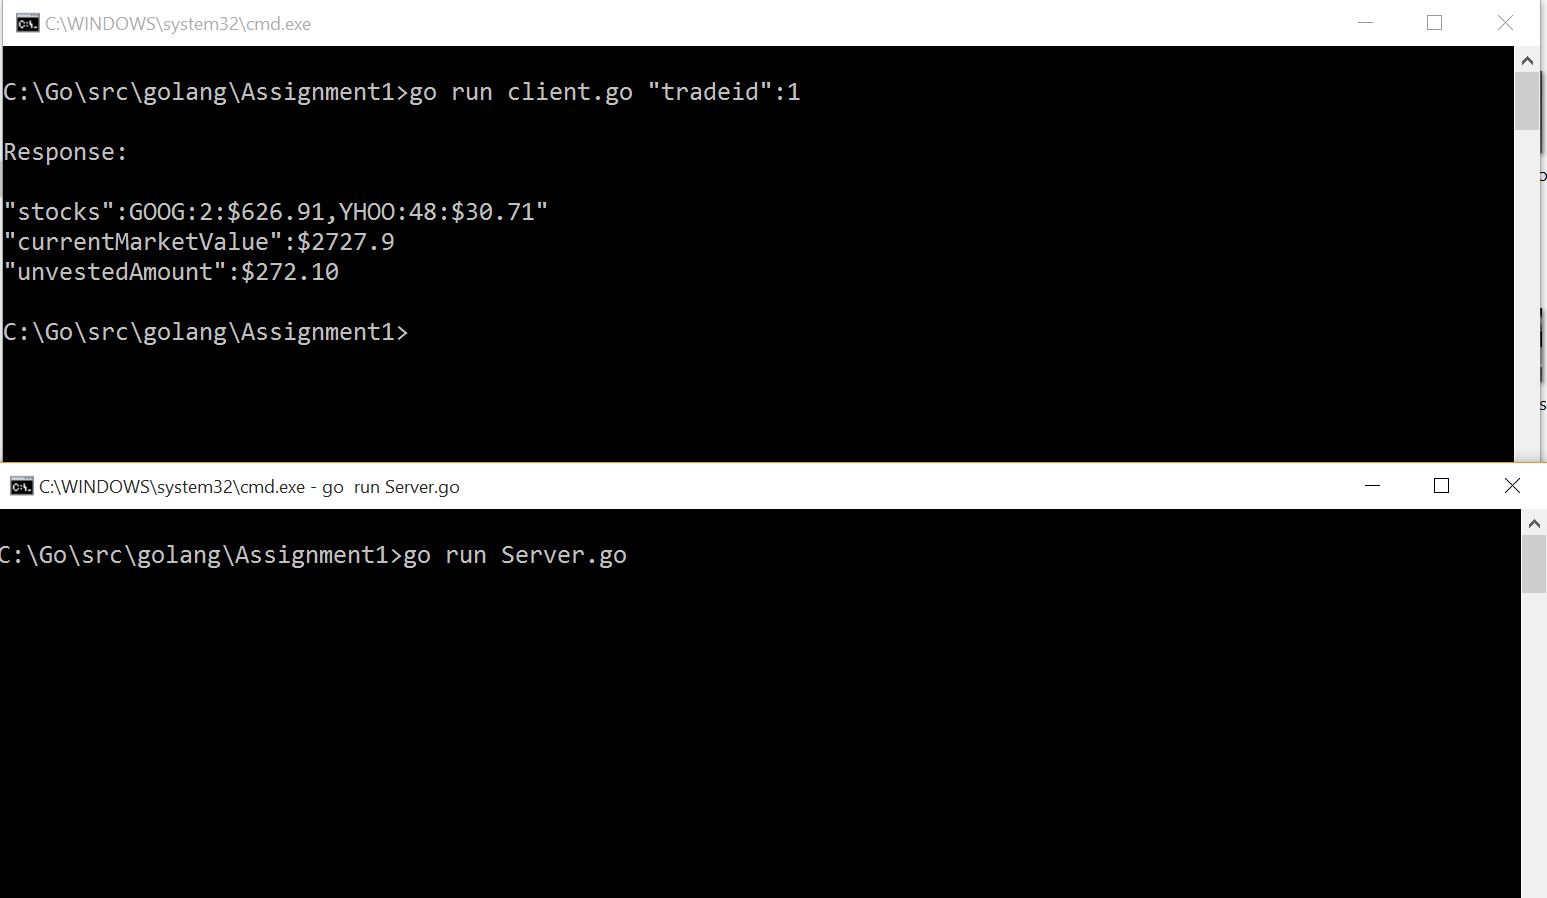 C:\WINDOWS\system32\cmd.exe
C:\Go\src\golang\Assignment1>go run client.go "tradeid":1
Response:
"stocks":GOOG:2:$626.91,YHOO:48:$30.71"
"currentMarketValue":$2727.9
"unvestedAmount":$272.10
C:\Go\src\golang\Assignment1>
C:\WINDOWS\system32\cmd.exe - go  run Server.go
C:\Go\src\golang\Assignment1>go run Server.go